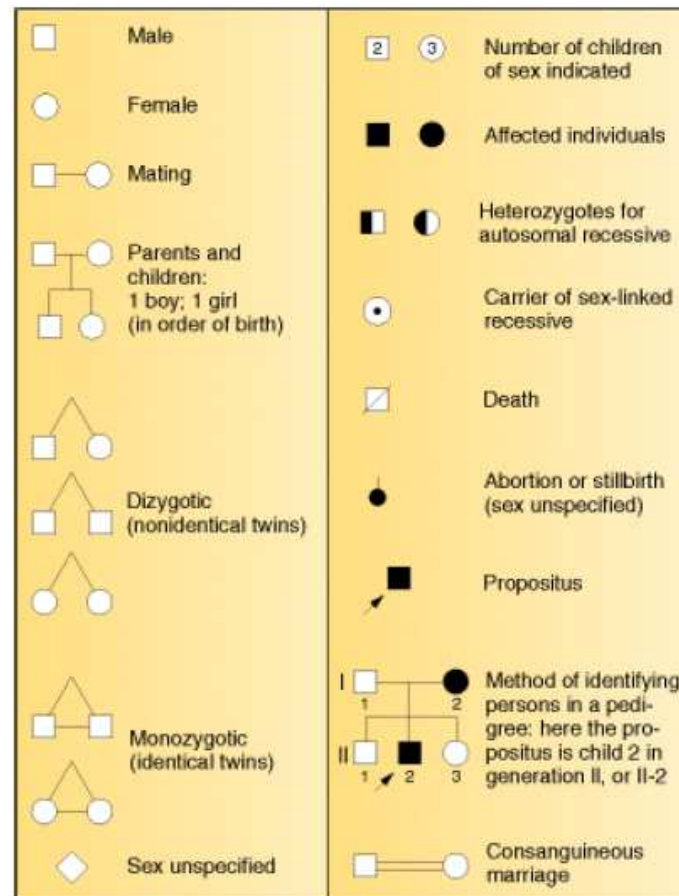 Male
Female
Mating
Parents and
children:
1 boy; 1 girl
(in order of birth)
Dizygotic
(nonidentical twins)
Monozygotic
(identical twins)
Sex unspecified
2 3
Number of children
of sex indicated
Affected individuals
Heterozygotes for
autosomal recessive
Carrier of sex-linked
recessive
Death
Abortion or stillbirth
(sex unspecified)
Propositus
I
1 2
II
1 2 3
Method of identifying
persons in a pedi-
gree: here the pro-
positus is child 2 in
generation II, or II-2
Consanguineous
marriage